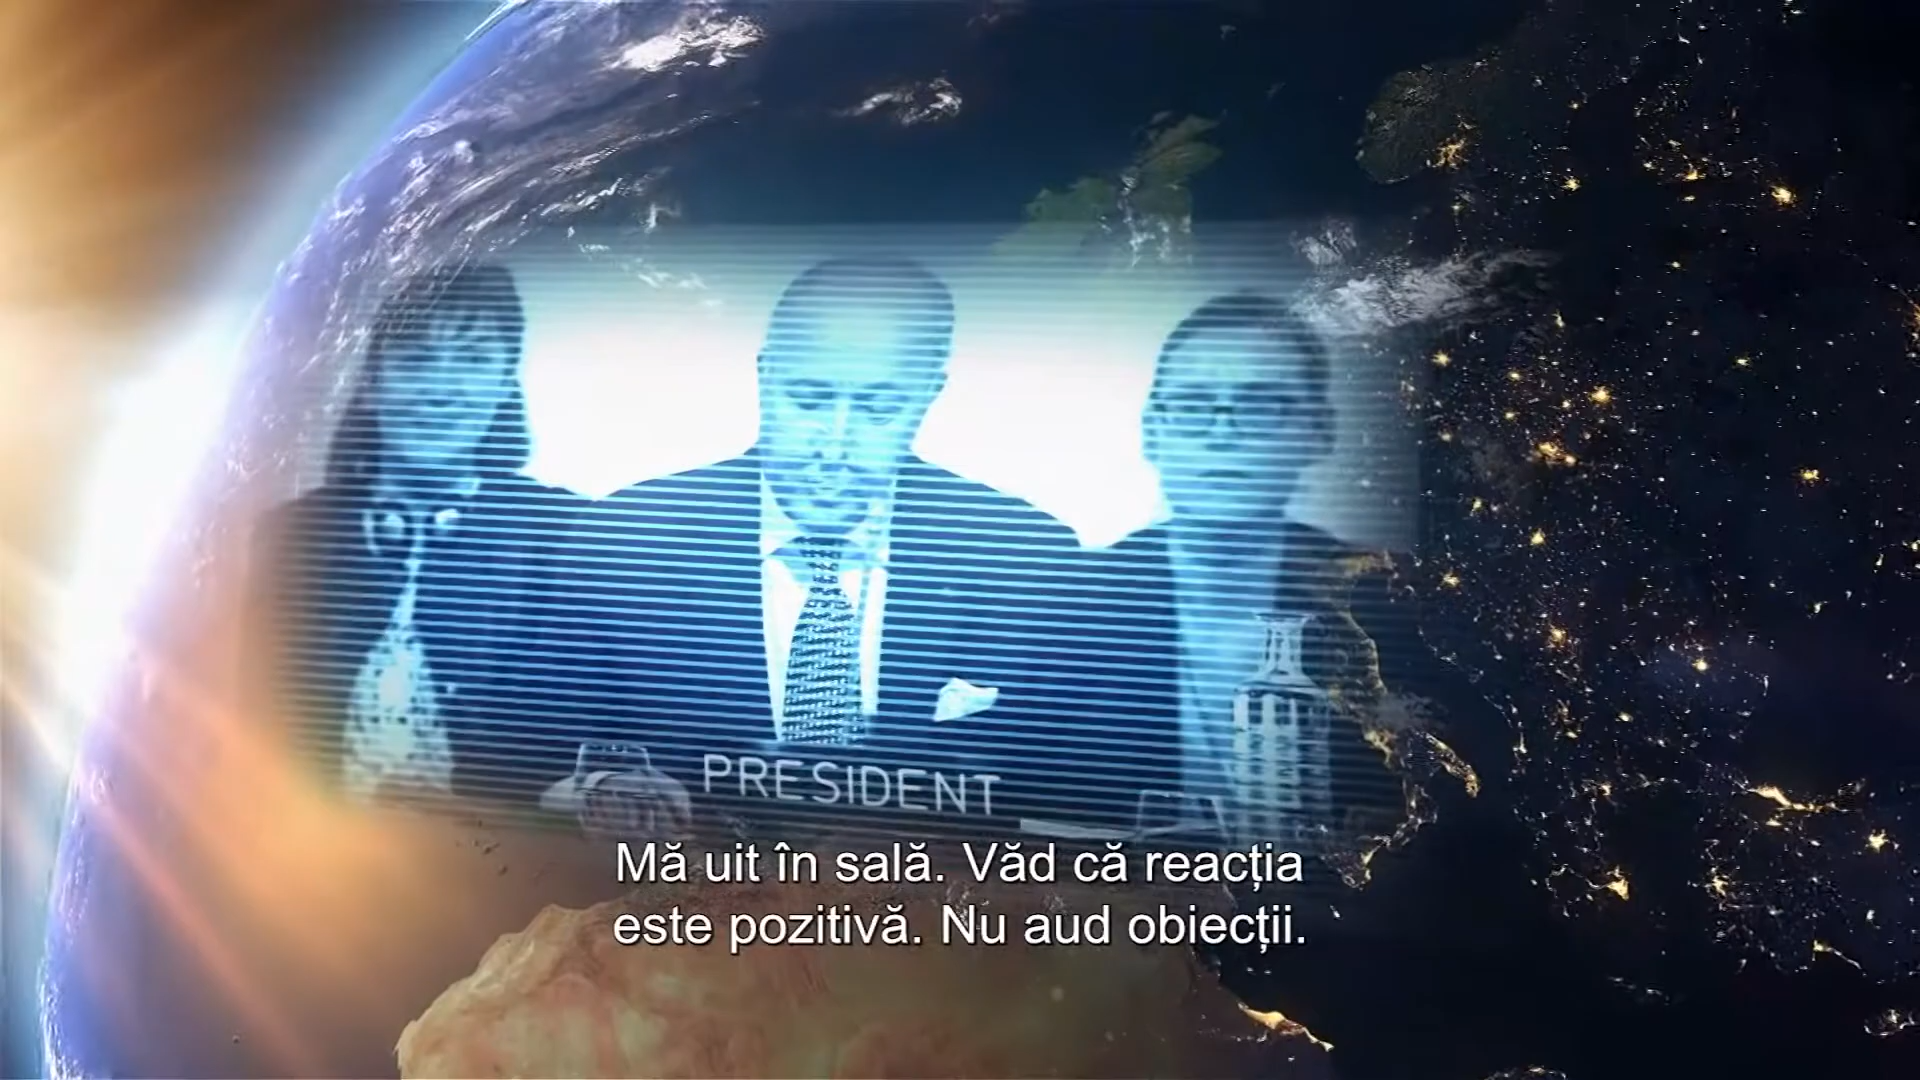 PRESIDENT
Mă uit în sală. Văd că reacția
este pozitivă. Nu aud obiecții.